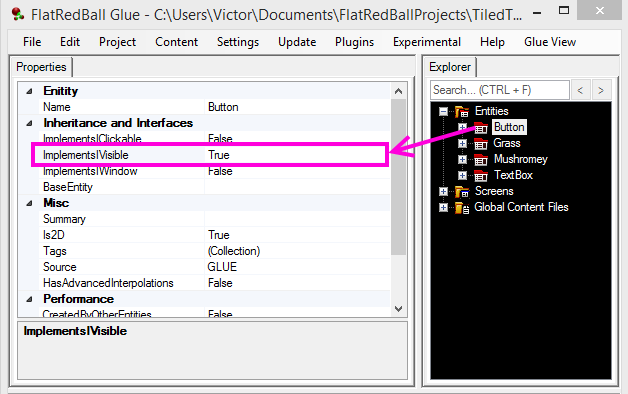 FlatRedBall Glue - C:\Users\Victor\Documents\FlatRedBallProjects\TiledT...
File Edit Project Content Settings Update Plugins Experimental Help Glue View
Properties
Entitity
Name Button
Inheritance and Interfaces
ImplementsIClickable False
ImplementsIVisible True
ImplementsIWindow False
BaseEntity
Misc
Summary
Is2D True
Tags (Collection)
Source GLUE
HasAdvancedInterpolations False
Performance
CreatedByOtherEntities False
ImplementsIVisible
Explorer
Search... (CTRL + F) < >
Entities
Button
Grass
Mushromey
TextBox
Screens
Global Content Files